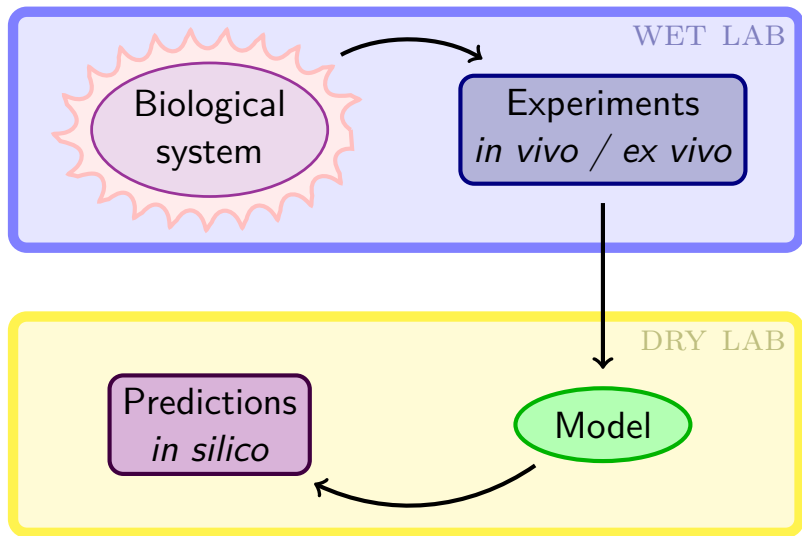 WET LAB
Biological
system
Experiments
in vivo / ex vivo
DRY LAB
Predictions
in silico
Model